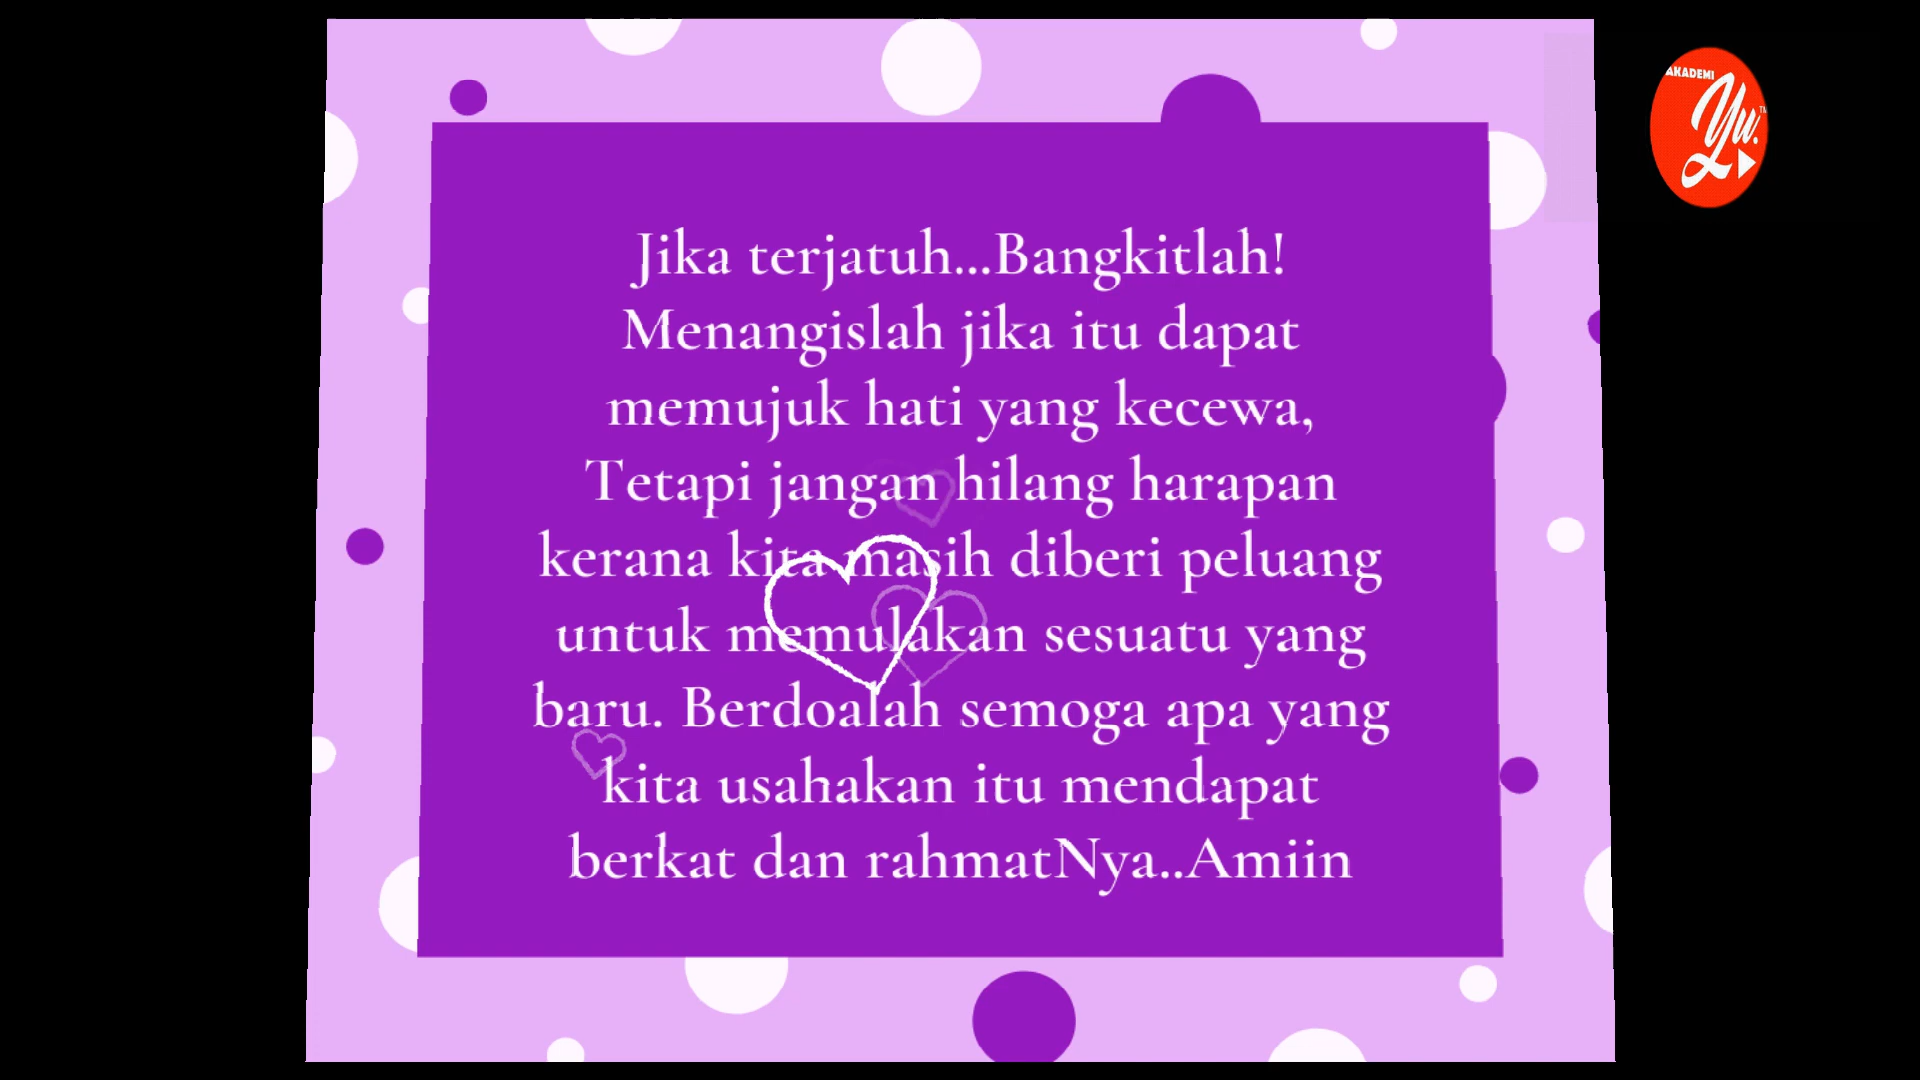 AKADEMI
Yu.
TM
Jika terjatuh...Bangkitlah!
Menangislah jika itu dapat
memujuk hati yang kecewa,
Tetapi jangan hilang harapan
kerana kita masih diberi peluang
untuk memulakan sesuatu yang
baru. Berdoalah semoga apa yang
kita usahakan itu mendapat
berkat dan rahmatNya..Amiin